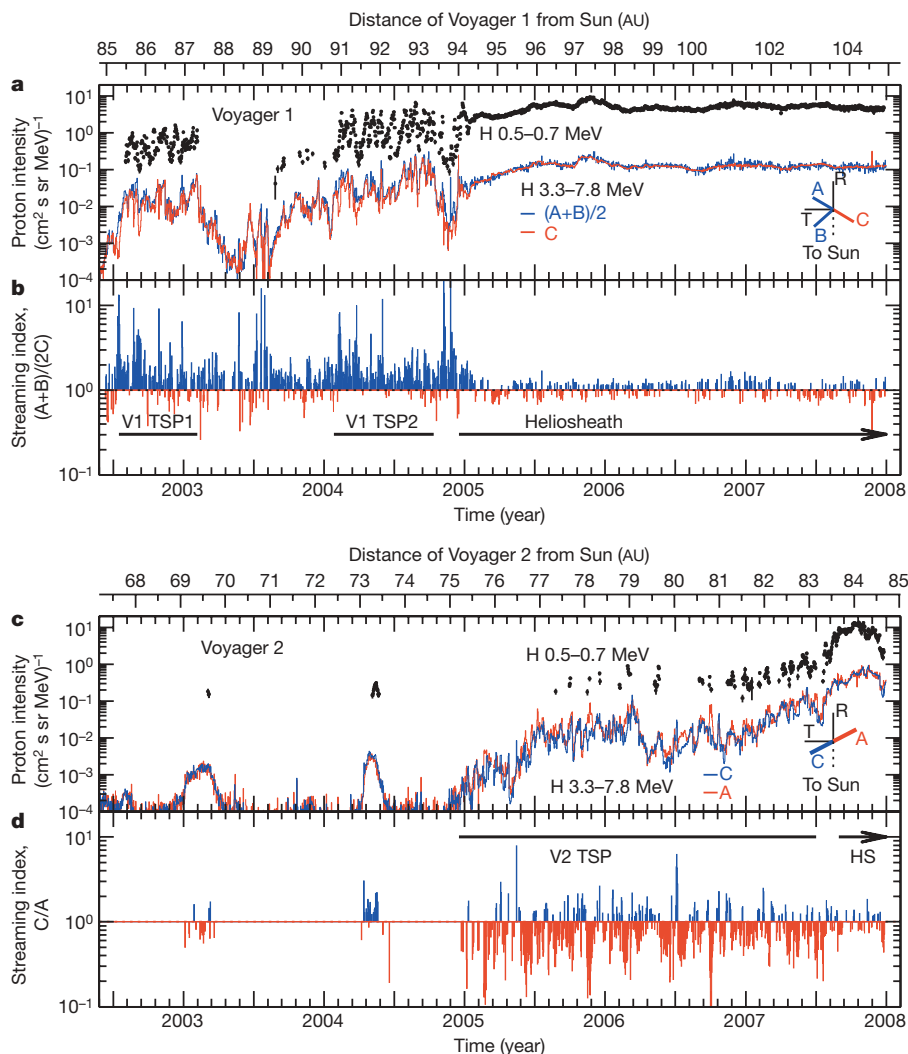 Distance of Voyager 1 from Sun (AU)
85 86 87 88 89 90 91 92 93 94 95 96 97 98 99 100 102 104
a
Voyager 1
H 0.5–0.7 MeV
H 3.3–7.8 MeV
(A+B)/2
C
A
R
T
B
C
To Sun
Proton intensity
(cm² s sr MeV)⁻¹
10¹
10⁰
10⁻¹
10⁻²
10⁻³
10⁻⁴
b
Streaming index,
(A+B)/(2C)
10¹
10⁰
10⁻¹
V1 TSP1
V1 TSP2
Heliosheath
2003 2004 2005 2006 2007 2008
Time (year)
Distance of Voyager 2 from Sun (AU)
68 69 70 71 72 73 74 75 76 77 78 79 80 81 82 83 84 85
c
Voyager 2
H 0.5–0.7 MeV
H 3.3–7.8 MeV
C
A
R
T
A
C
To Sun
Proton intensity
(cm² s sr MeV)⁻¹
10¹
10⁰
10⁻¹
10⁻²
10⁻³
10⁻⁴
d
Streaming index,
C/A
10¹
10⁰
10⁻¹
V2 TSP
HS
2003 2004 2005 2006 2007 2008
Time (year)